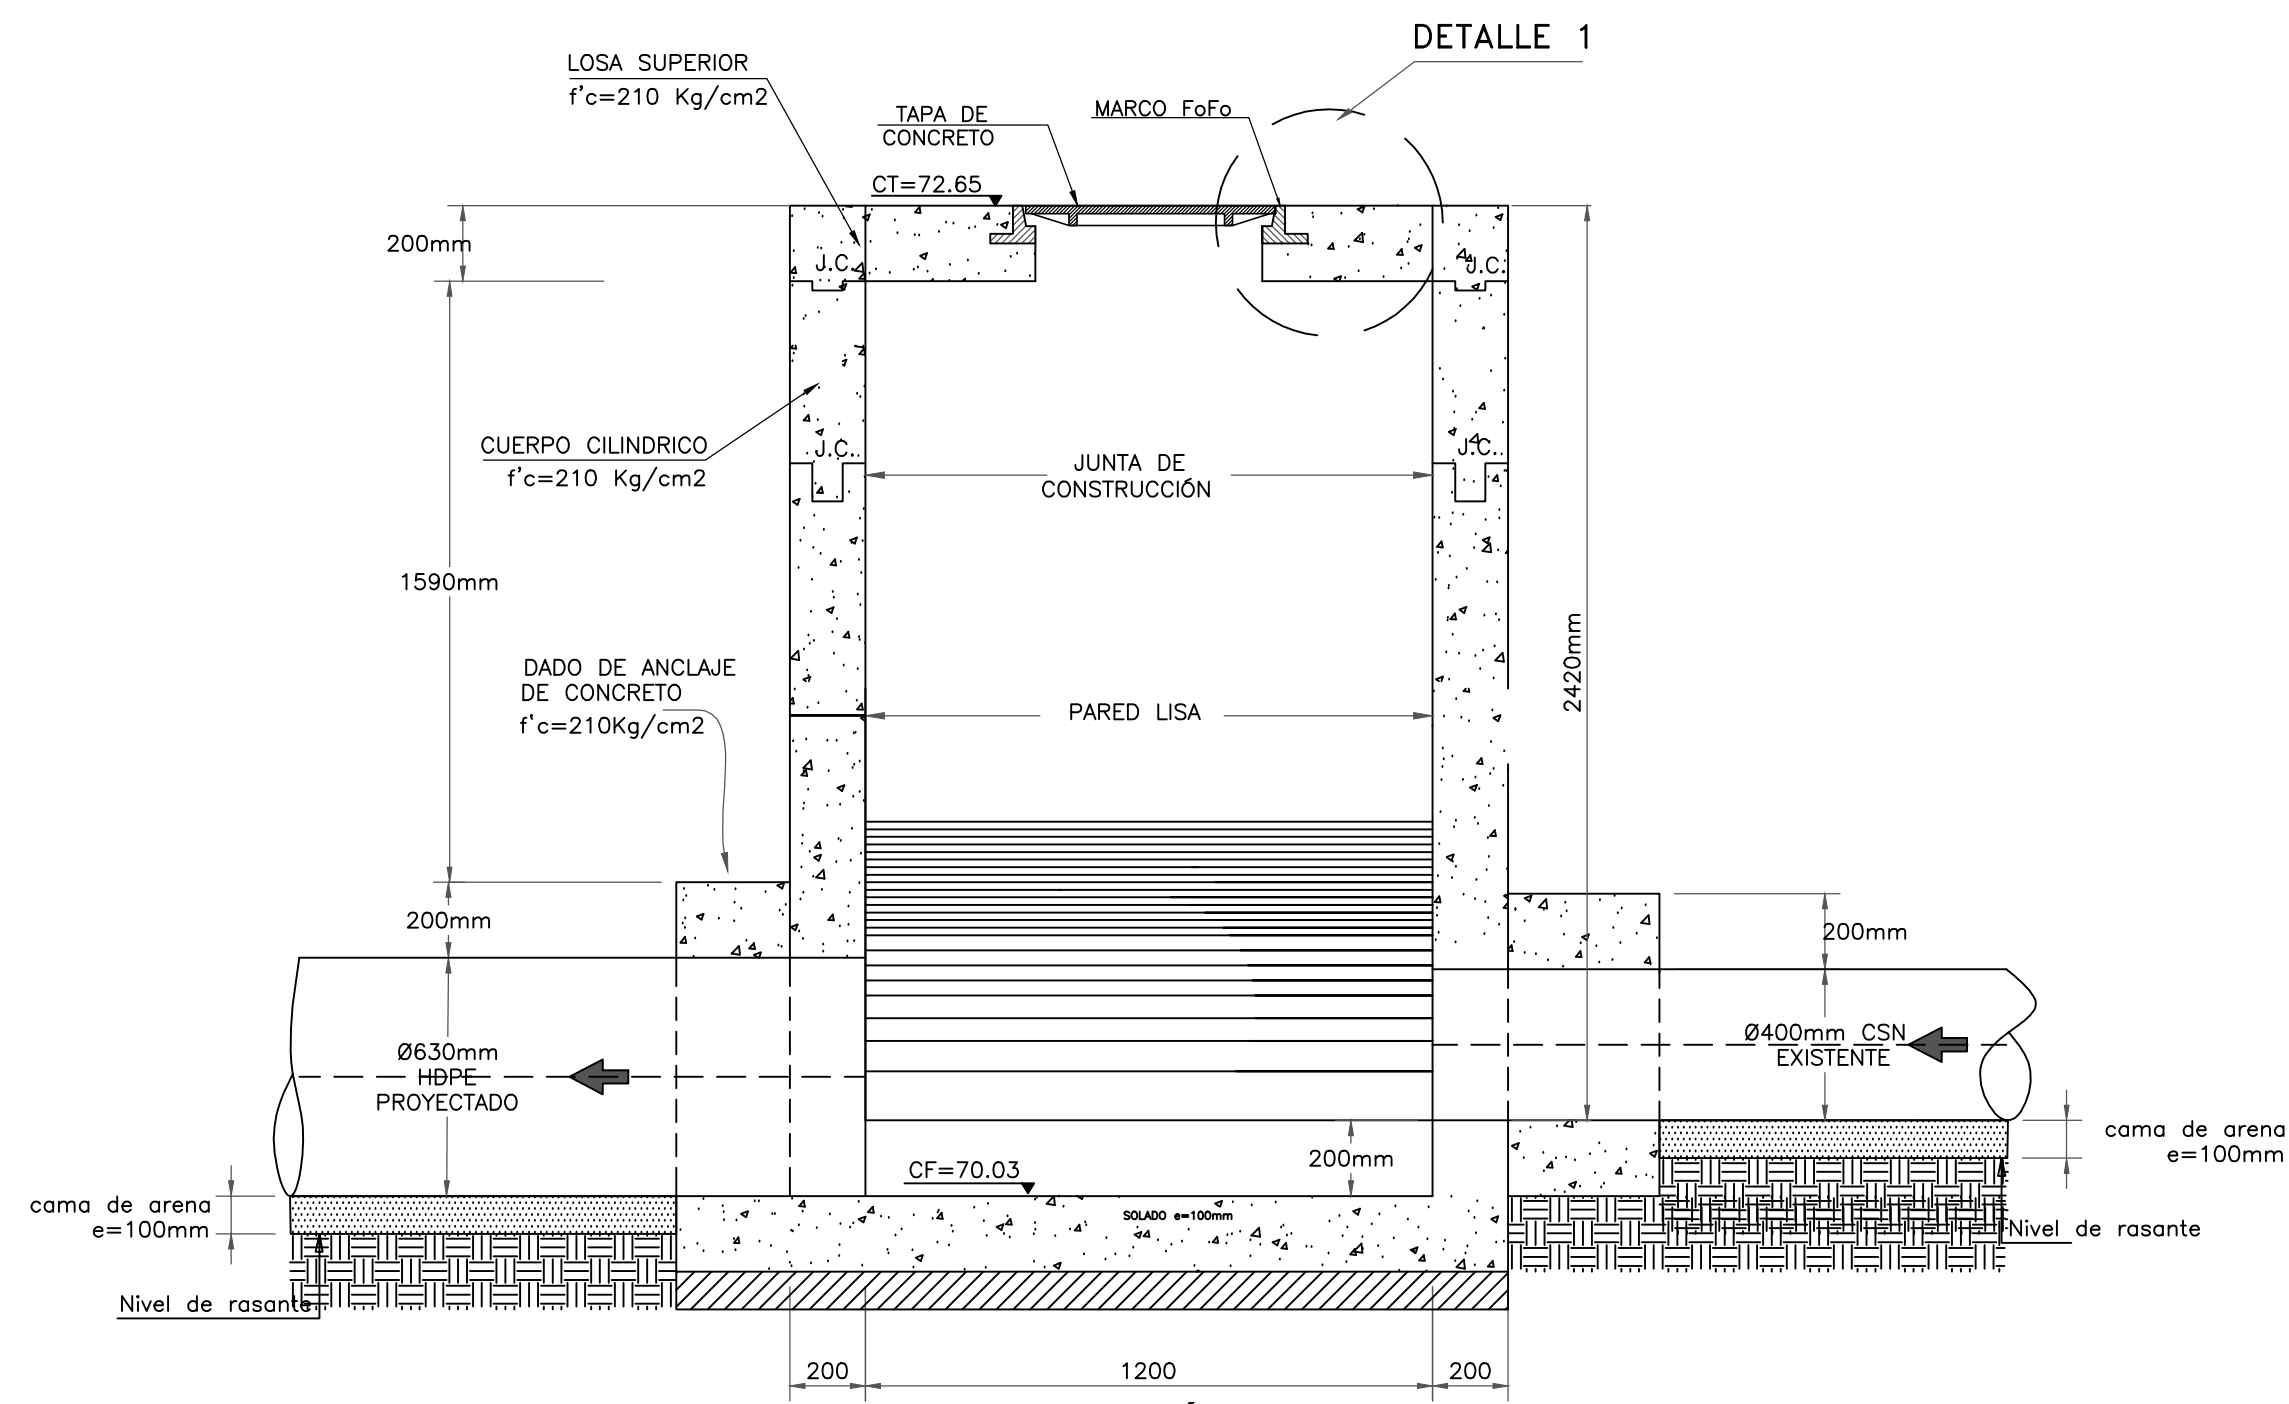 DETALLE 1
LOSA SUPERIOR
f'c=210 Kg/cm2
TAPA DE
CONCRETO
MARCO FoFo
CT=72.65
200mm
J.C.
J.C.
CUERPO CILINDRICO
f'c=210 Kg/cm2
J.C.
J.C.
JUNTA DE
CONSTRUCCIÓN
1590mm
2420mm
DADO DE ANCLAJE
DE CONCRETO
f'c=210Kg/cm2
PARED LISA
200mm
200mm
Ø630mm
HDPE
PROYECTADO
Ø400mm CSN
EXISTENTE
cama de arena
e=100mm
200mm
CF=70.03
cama de arena
e=100mm
SOLADO e=100mm
Nivel de rasante
Nivel de rasante
200
1200
200